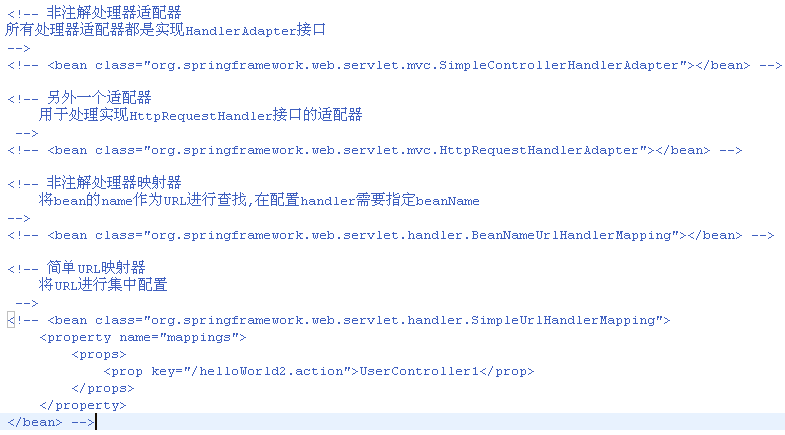 <!-- 非注解处理器适配器
所有处理器适配器都是实现HandlerAdapter接口
-->
<!-- <bean class="org.springframework.web.servlet.mvc.SimpleControllerHandlerAdapter"></bean> -->
<!-- 另外一个适配器
用于处理实现HttpRequestHandler接口的适配器
-->
<!-- <bean class="org.springframework.web.servlet.mvc.HttpRequestHandlerAdapter"></bean> -->
<!-- 非注解处理器映射器
将bean的name作为URL进行查找,在配置handler需要指定beanName
-->
<!-- <bean class="org.springframework.web.servlet.handler.BeanNameUrlHandlerMapping"></bean> -->
<!-- 简单URL映射器
将URL进行集中配置
-->
<!-- <bean class="org.springframework.web.servlet.handler.SimpleUrlHandlerMapping">
<property name="mappings">
<props>
<prop key="/helloWorld2.action">UserController1</prop>
</props>
</property>
</bean> -->